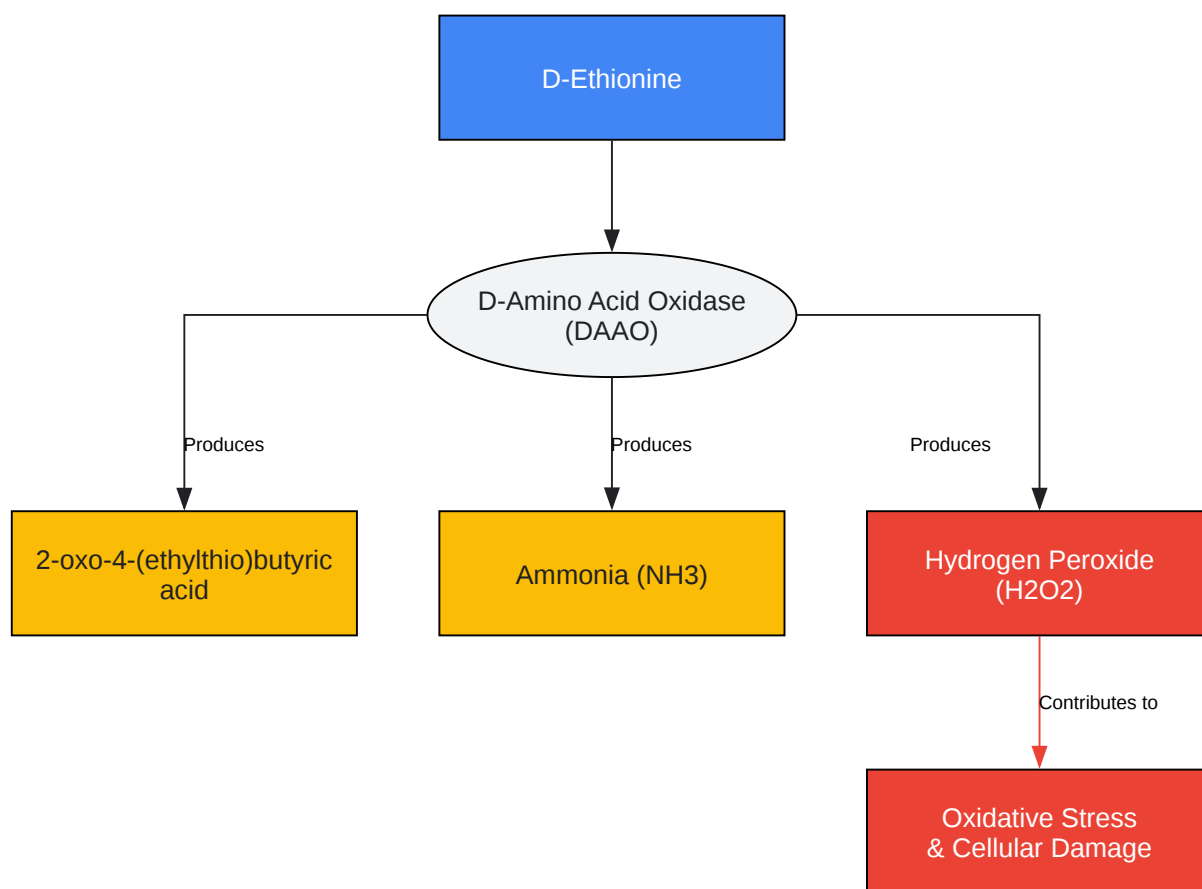 D-Ethionine
D-Amino Acid Oxidase
(DAAO)
Produces
Produces
Produces
2-oxo-4-(ethylthio)butyric
acid
Ammonia (NH3)
Hydrogen Peroxide
(H2O2)
Contributes to
Oxidative Stress
& Cellular Damage